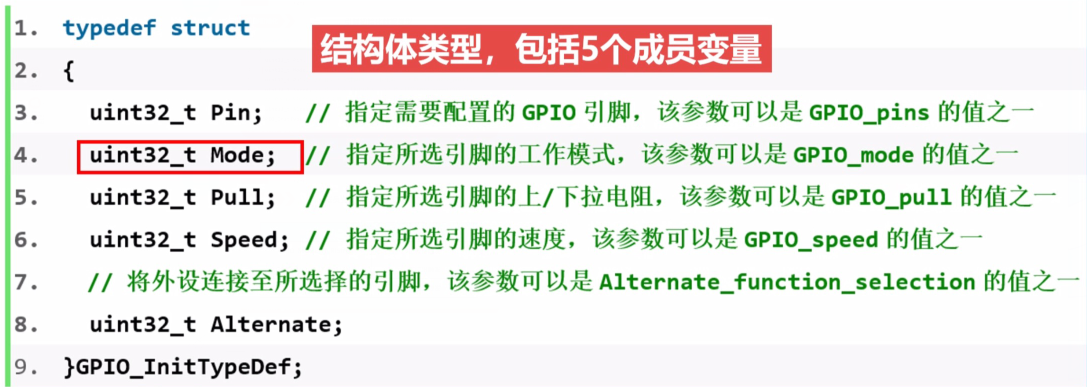 1. typedef struct
结构体类型，包括5个成员变量
2. {
3. uint32_t Pin; // 指定需要配置的 GPIO 引脚，该参数可以是 GPIO_pins 的值之一
4. uint32_t Mode; // 指定所选引脚的工作模式，该参数可以是 GPIO_mode 的值之一
5. uint32_t Pull; // 指定所选引脚的上/下拉电阻，该参数可以是 GPIO_pull 的值之一
6. uint32_t Speed; // 指定所选引脚的速度，该参数可以是 GPIO_speed 的值之一
7. // 将外设连接至所选择的引脚，该参数可以是 Alternate_function_selection 的值之一
8. uint32_t Alternate;
9. }GPIO_InitTypeDef;